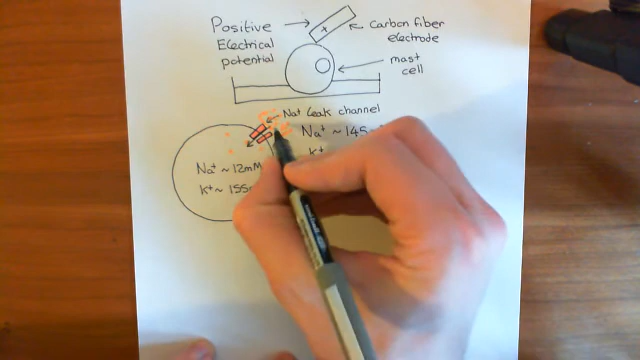 Positive
Electrical
potential
+
Carbon fiber
electrode
mast
cell
Na⁺ Leak channel
Na⁺ ~ 145
K⁺
Na⁺ ~ 12mM
K⁺ ~ 155